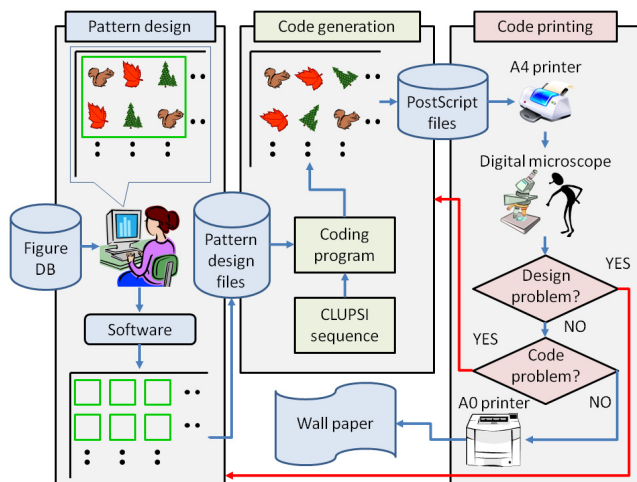 Pattern design
Code generation
Code printing
A4 printer
PostScript
files
Digital microscope
Figure
DB
Pattern
design
files
Coding
program
CLUPSI
sequence
Software
Design
problem?
YES
NO
YES
Code
problem?
NO
A0 printer
Wall paper